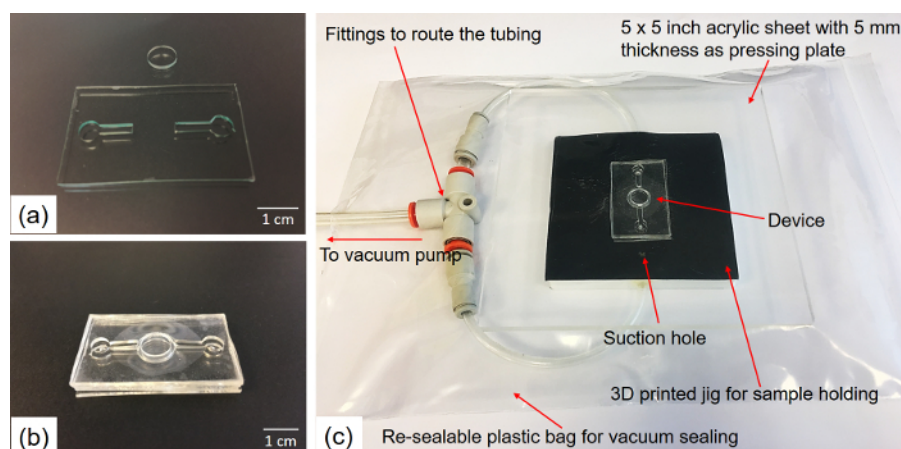 Fittings to route the tubing
5 x 5 inch acrylic sheet with 5 mm
thickness as pressing plate
(a)
1 cm
Device
To vacuum pump
Suction hole
3D printed jig for sample holding
(b)
1 cm
(c)
Re-sealable plastic bag for vacuum sealing